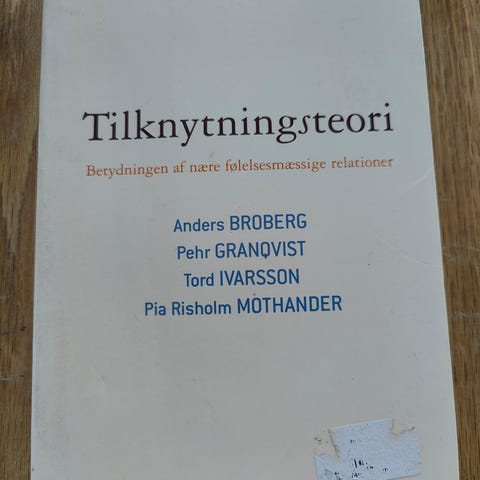 Tilknytningsteori
Betydningen af nære følelsesmæssige relationer
Anders BROBERG
Pehr GRANQVIST
Tord IVARSSON
Pia Risholm MOTHANDER